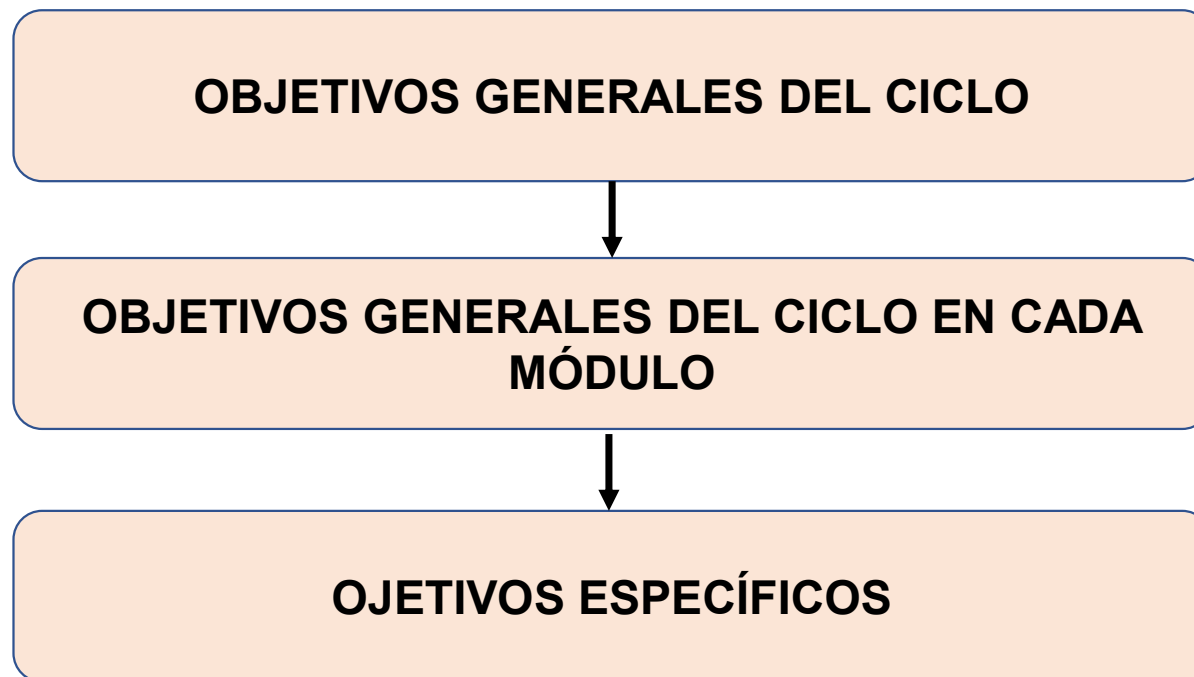 OBJETIVOS GENERALES DEL CICLO
OBJETIVOS GENERALES DEL CICLO EN CADA
MÓDULO
OJETIVOS ESPECÍFICOS